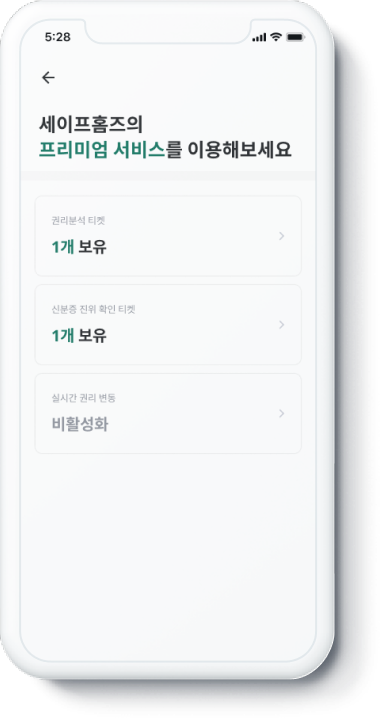 5:28
세이프홈즈의
프리미엄 서비스를 이용해보세요
권리분석 티켓
1개 보유
신분증 진위 확인 티켓
1개 보유
실시간 권리 변동
비활성화